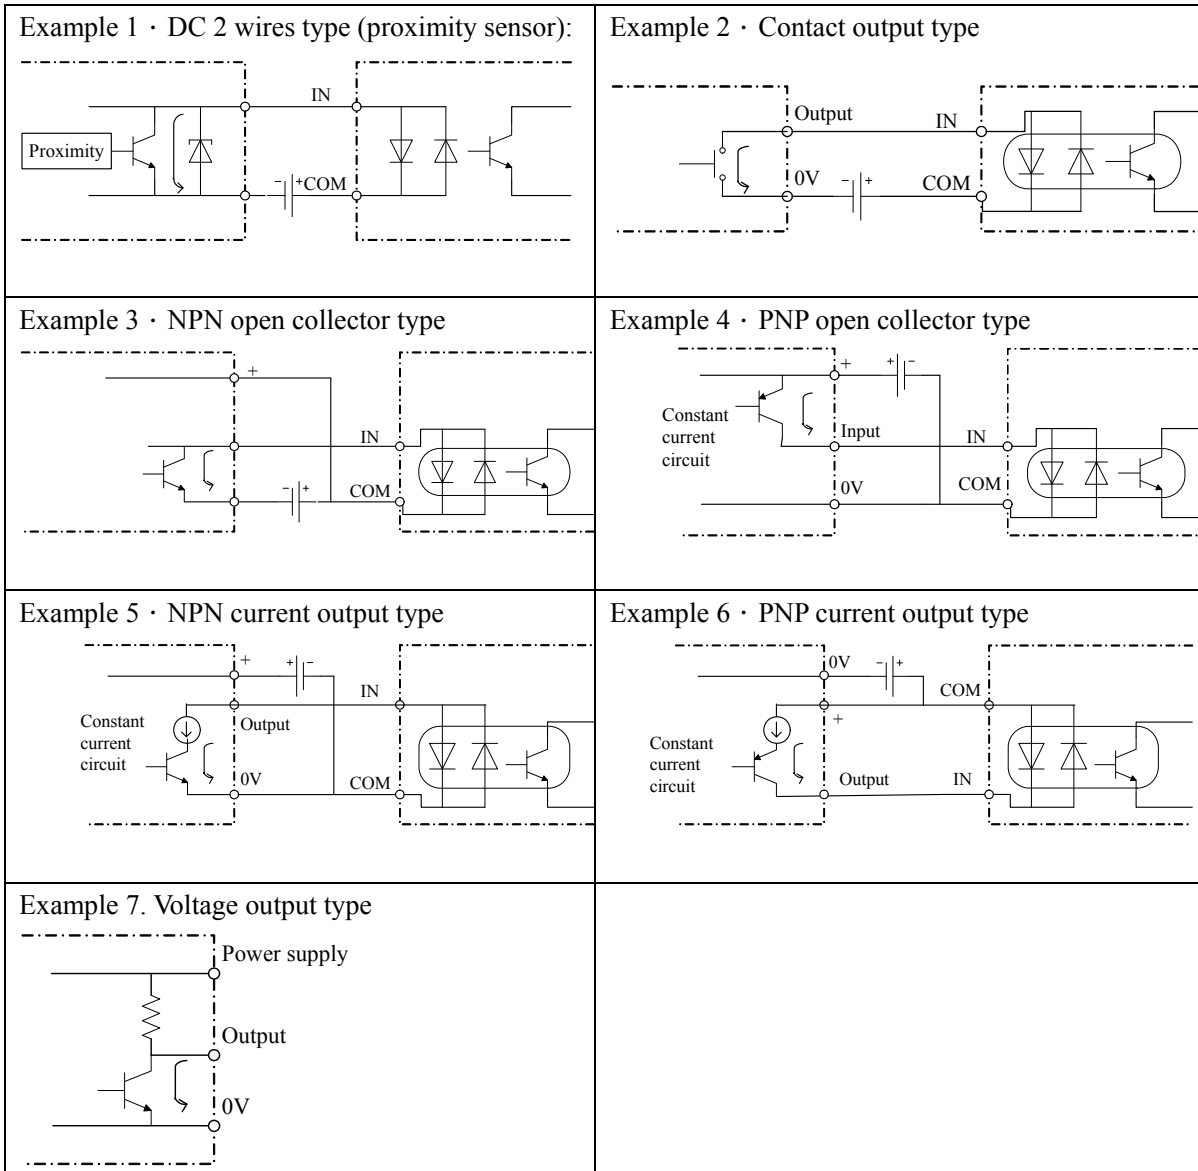 Example 1 · DC 2 wires type (proximity sensor):
IN
Proximity
- + COM
Example 2 · Contact output type
Output
IN
0V
- +
COM
Example 3 · NPN open collector type
+
IN
- +
COM
Example 4 · PNP open collector type
+
+ -
Constant
current
circuit
Input
IN
0V
COM
Example 5 · NPN current output type
+
+ -
IN
Constant
current
circuit
Output
0V
COM
Example 6 · PNP current output type
0V
- +
COM
+
Constant
current
circuit
Output
IN
Example 7. Voltage output type
Power supply
Output
0V